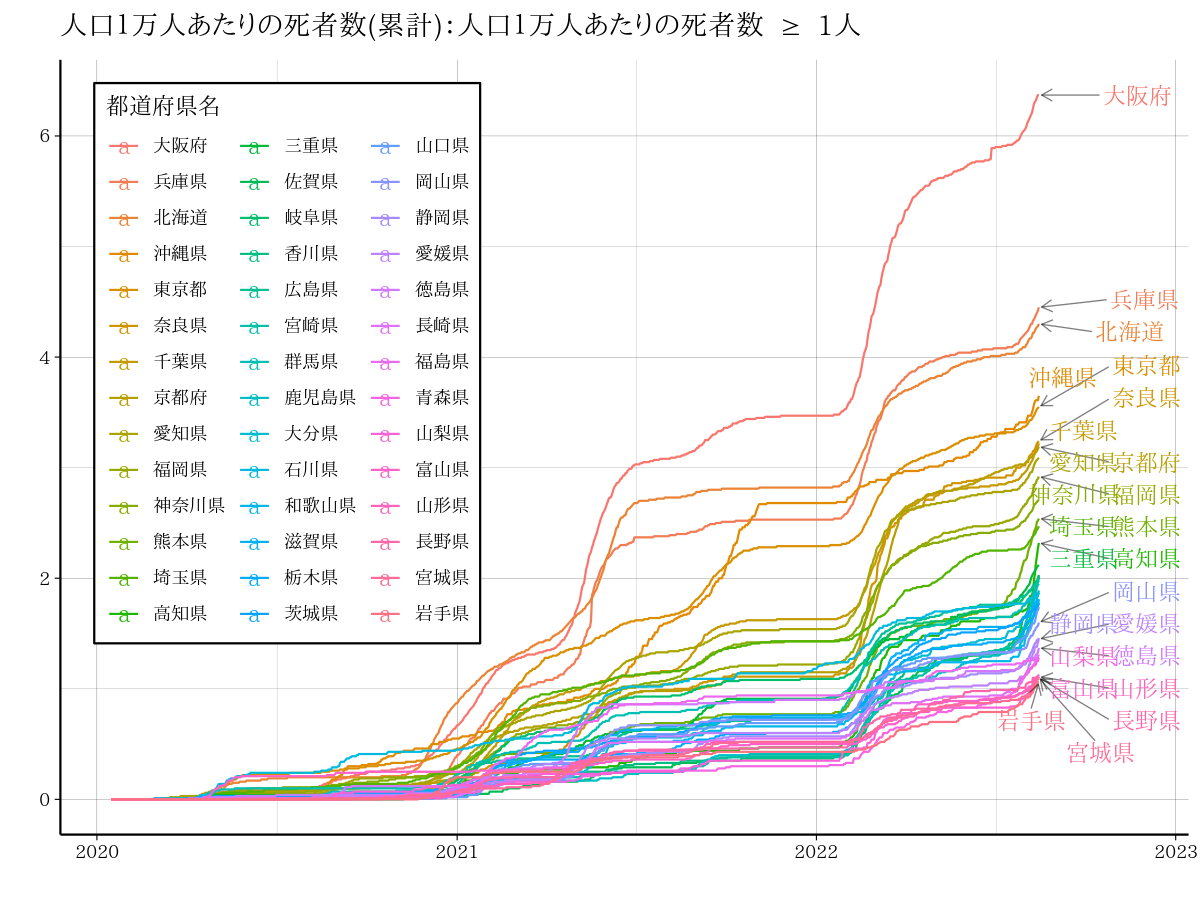 人口1万人あたりの死者数(累計)：人口1万人あたりの死者数 ≥ 1人
都道府県名
a 大阪府 a 三重県 a 山口県
a 兵庫県 a 佐賀県 a 岡山県
a 北海道 a 岐阜県 a 静岡県
a 沖縄県 a 香川県 a 愛媛県
a 東京都 a 広島県 a 徳島県
a 奈良県 a 宮崎県 a 長崎県
a 千葉県 a 群馬県 a 福島県
a 京都府 a 鹿児島県 a 青森県
a 愛知県 a 大分県 a 山梨県
a 福岡県 a 石川県 a 富山県
a 神奈川県 a 和歌山県 a 山形県
a 熊本県 a 滋賀県 a 長野県
a 埼玉県 a 栃木県 a 宮城県
a 高知県 a 茨城県 a 岩手県
大阪府
兵庫県
北海道
東京都
沖縄県
奈良県
千葉県
愛知県京都府
神奈川県福岡県
埼玉県熊本県
三重県高知県
岡山県
静岡県愛媛県
山梨県徳島県
富山県山形県
岩手県 長野県
宮城県
6
4
2
0
2020 2021 2022 2023